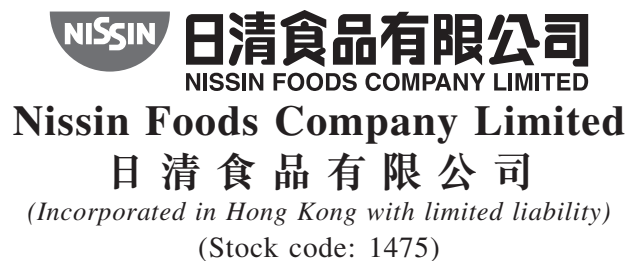 NISSIN
日清食品有限公司
NISSIN FOODS COMPANY LIMITED
Nissin Foods Company Limited
日清食品有限公司
(Incorporated in Hong Kong with limited liability)
(Stock code: 1475)